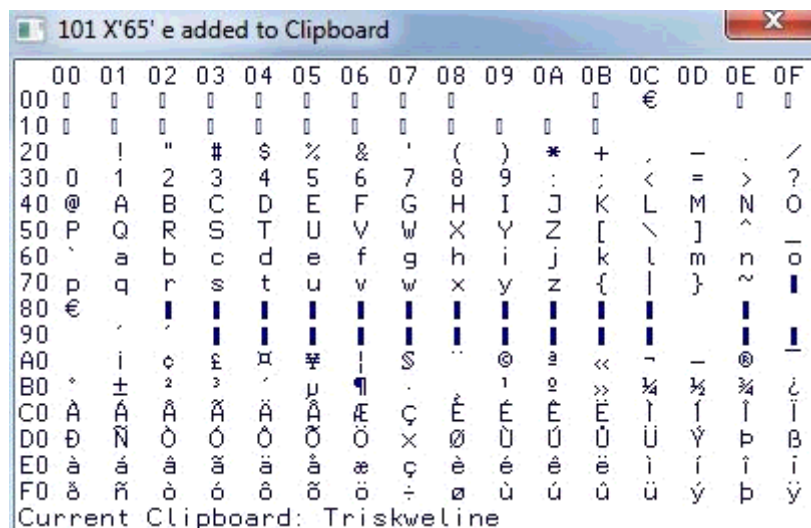 101 X'65' e added to Clipboard
00 01 02 03 04 05 06 07 08 09 0A 0B 0C 0D 0E 0F
00 ▯ ▯ ▯ ▯ ▯ ▯ ▯ ▯ ▯ ▯ € ▯ ▯
10 ▯ ▯ ▯ ▯ ▯ ▯ ▯ ▯ ▯ ▯ ▯ ▯
20 ! " # $ % & ' ( ) * + , — . /
30 0 1 2 3 4 5 6 7 8 9 : ; < = > ?
40 @ A B C D E F G H I J K L M N O
50 P Q R S T U V W X Y Z [ \ ] ^ _
60 ` a b c d e f g h i j k l m n o
70 p q r s t u v w x y z { | } ~ ▮
80 € ▮ ▮ ▮ ▮ ▮ ▮ ▮ ▮ ▮ ▮ ▮ ▮
90 ▮ ▮ ▮ ▮ ▮ ▮ ▮ ▮ ▮ ▮ ▮ ▮
A0 ¡ ¢ £ ¤ ¥ ¦ § ¨ © ª « ¬ — ® ¯
B0 ° ± ² ³ ´ µ ¶ · ¸ ¹ º » ¼ ½ ¾ ¿
C0 À Á Â Ã Ä Å Æ Ç È É Ê Ë Ì Í Î Ï
D0 Ð Ñ Ò Ó Ô Õ Ö × Ø Ù Ú Û Ü Ý Þ ß
E0 à á â ã ä å æ ç è é ê ë ì í î ï
F0 ð ñ ò ó ô õ ö ÷ ø ù ú û ü ý þ ÿ
Current Clipboard: Triskweline